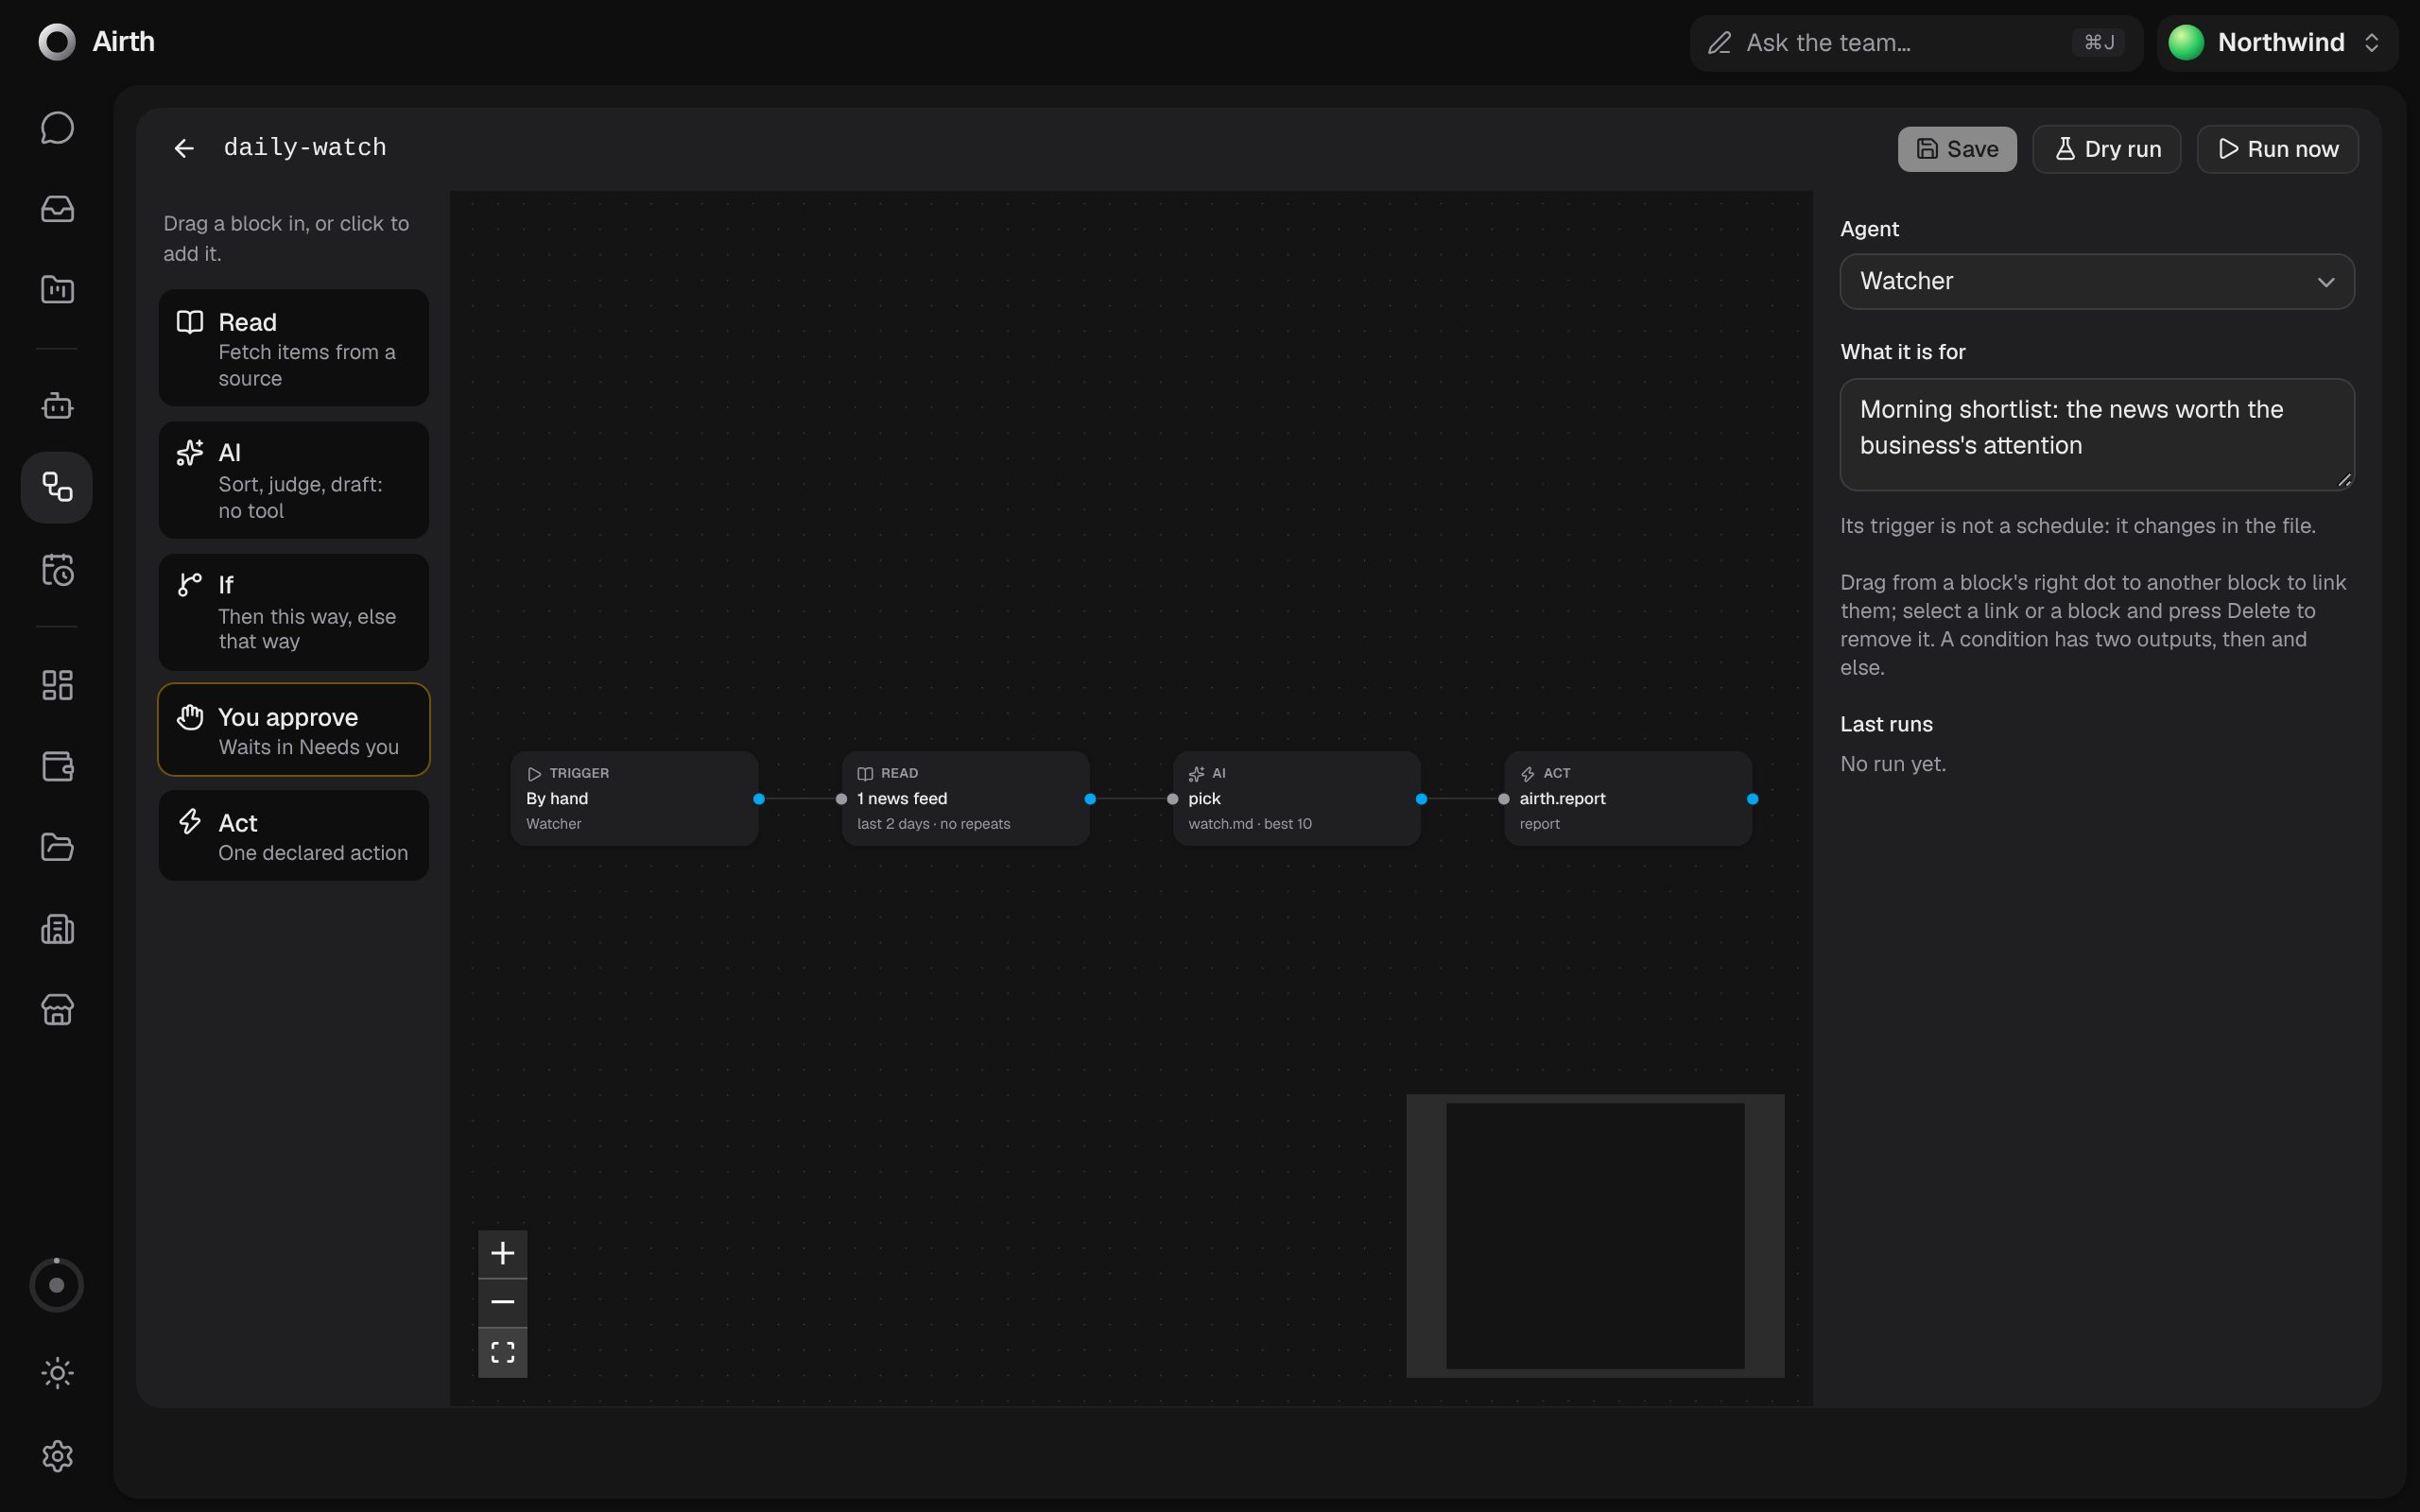 Airth
Ask the team...
⌘J
Northwind
daily-watch
Save
Dry run
Run now
Drag a block in, or click to
add it.
Read
Fetch items from a
source
AI
Sort, judge, draft:
no tool
If
Then this way, else
that way
You approve
Waits in Needs you
Act
One declared action
TRIGGER
By hand
Watcher
READ
1 news feed
last 2 days · no repeats
AI
pick
watch.md · best 10
ACT
airth.report
report
Agent
Watcher
What it is for
Morning shortlist: the news worth the
business's attention
Its trigger is not a schedule: it changes in the file.
Drag from a block's right dot to another block to link
them; select a link or a block and press Delete to
remove it. A condition has two outputs, then and
else.
Last runs
No run yet.